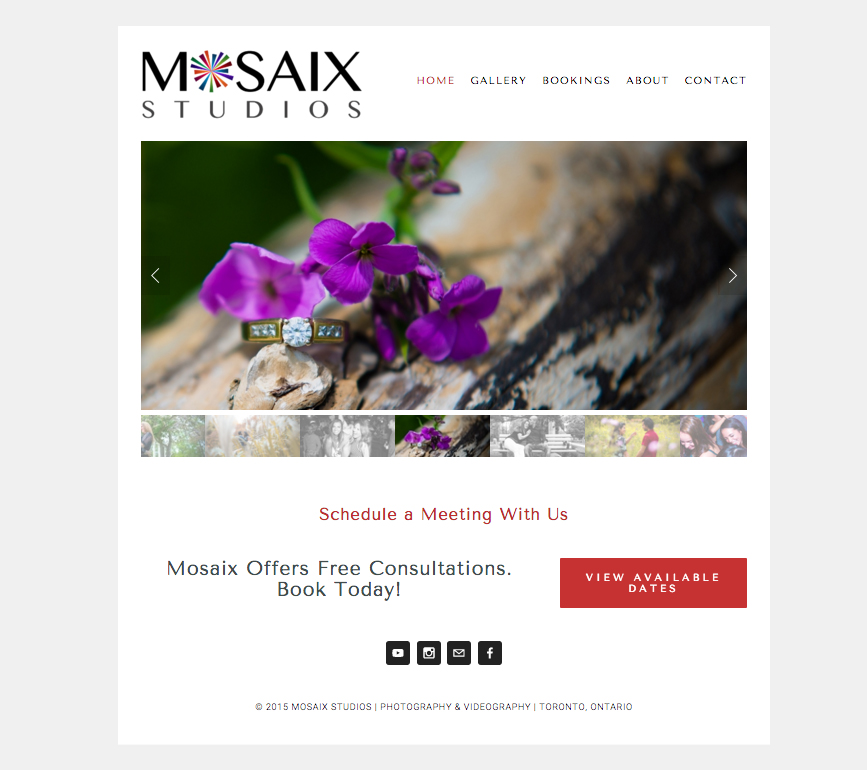 MOSAIX
STUDIOS
HOME GALLERY BOOKINGS ABOUT CONTACT
Schedule a Meeting With Us
Mosaix Offers Free Consultations.
Book Today!
VIEW AVAILABLE
DATES
© 2015 MOSAIX STUDIOS | PHOTOGRAPHY & VIDEOGRAPHY | TORONTO, ONTARIO